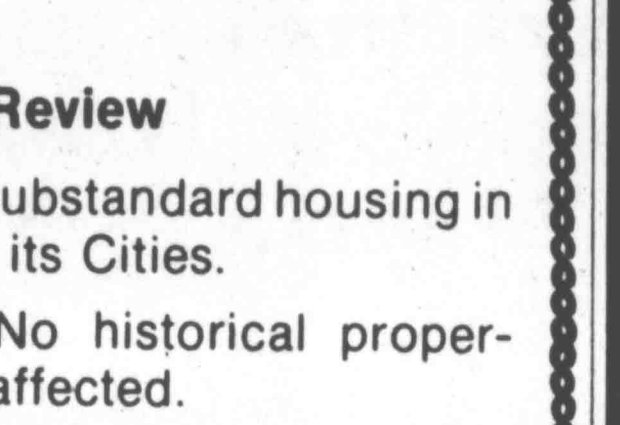 Review
ubstandard housing in
its Cities.
No historical proper-
affected.